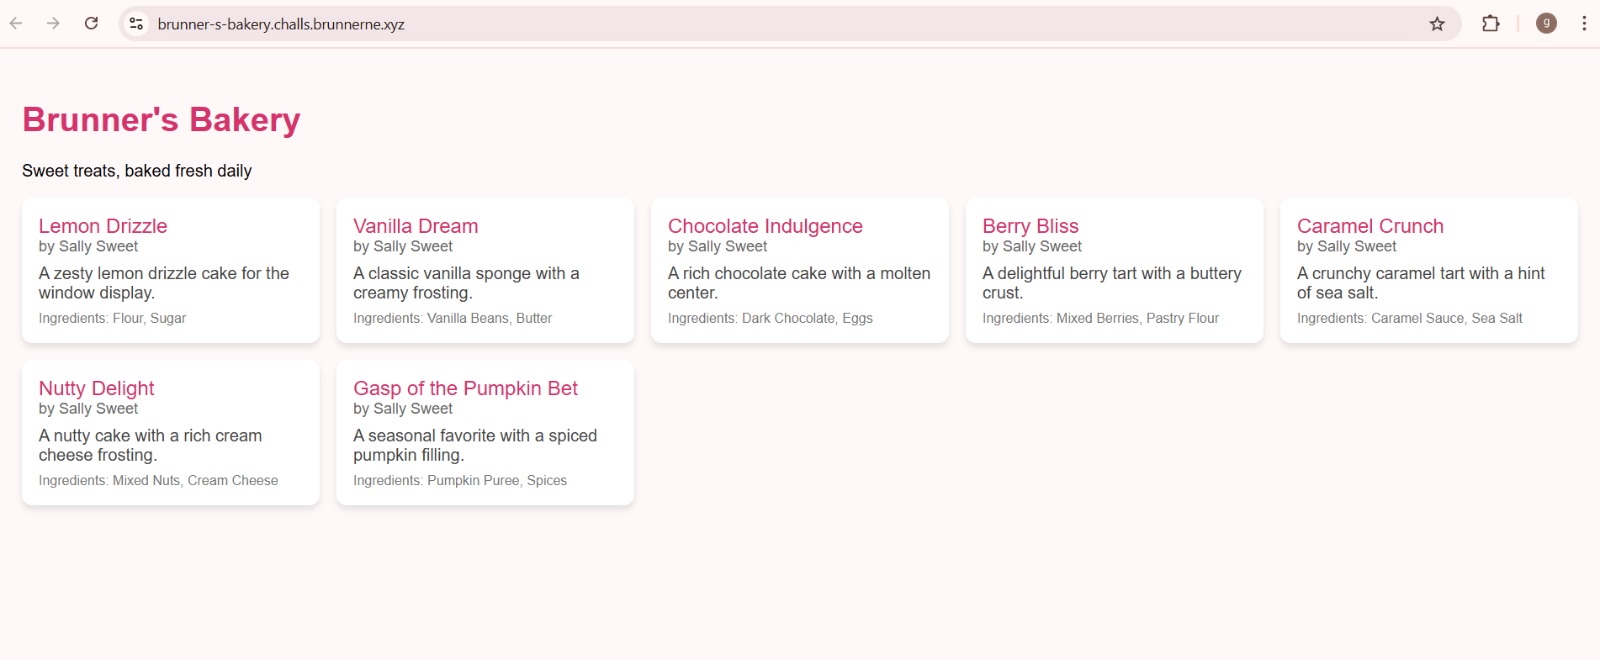 brunner-s-bakery.challs.brunnerne.xyz
g
Brunner's Bakery
Sweet treats, baked fresh daily
Lemon Drizzle
by Sally Sweet
A zesty lemon drizzle cake for the
window display.
Ingredients: Flour, Sugar
Vanilla Dream
by Sally Sweet
A classic vanilla sponge with a
creamy frosting.
Ingredients: Vanilla Beans, Butter
Chocolate Indulgence
by Sally Sweet
A rich chocolate cake with a molten
center.
Ingredients: Dark Chocolate, Eggs
Berry Bliss
by Sally Sweet
A delightful berry tart with a buttery
crust.
Ingredients: Mixed Berries, Pastry Flour
Caramel Crunch
by Sally Sweet
A crunchy caramel tart with a hint
of sea salt.
Ingredients: Caramel Sauce, Sea Salt
Nutty Delight
by Sally Sweet
A nutty cake with a rich cream
cheese frosting.
Ingredients: Mixed Nuts, Cream Cheese
Gasp of the Pumpkin Bet
by Sally Sweet
A seasonal favorite with a spiced
pumpkin filling.
Ingredients: Pumpkin Puree, Spices